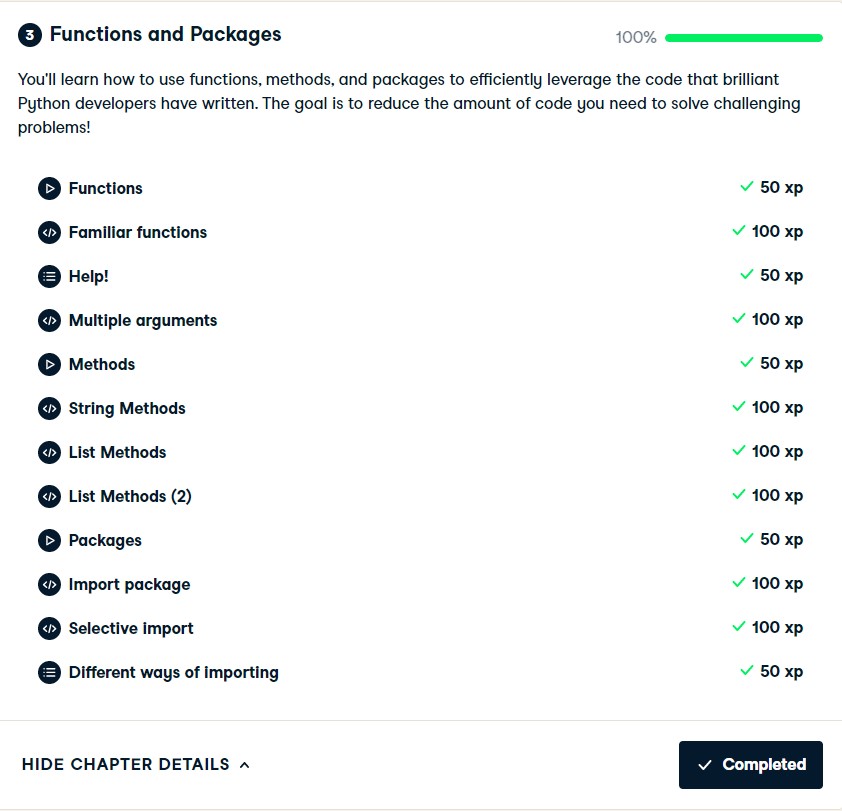 3 Functions and Packages
100%
You'll learn how to use functions, methods, and packages to efficiently leverage the code that brilliant
Python developers have written. The goal is to reduce the amount of code you need to solve challenging
problems!
Functions 50 xp
Familiar functions 100 xp
Help! 50 xp
Multiple arguments 100 xp
Methods 50 xp
String Methods 100 xp
List Methods 100 xp
List Methods (2) 100 xp
Packages 50 xp
Import package 100 xp
Selective import 100 xp
Different ways of importing 50 xp
HIDE CHAPTER DETAILS
Completed